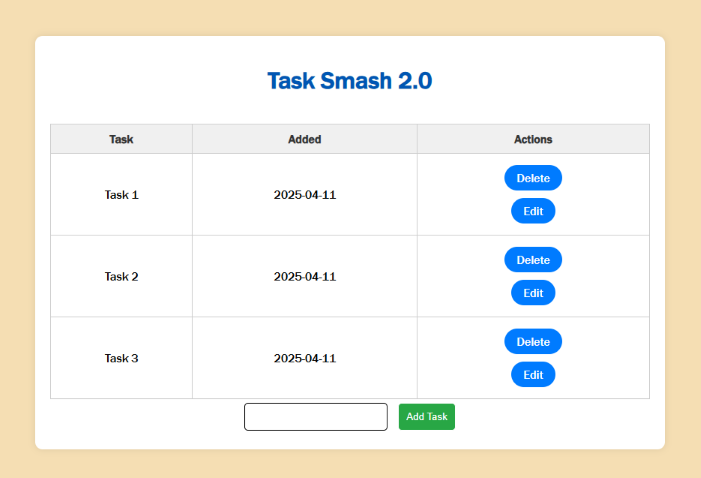 Task Smash 2.0
Task Added Actions
Task 1 2025-04-11 Delete
Edit
Task 2 2025-04-11 Delete
Edit
Task 3 2025-04-11 Delete
Edit
Add Task